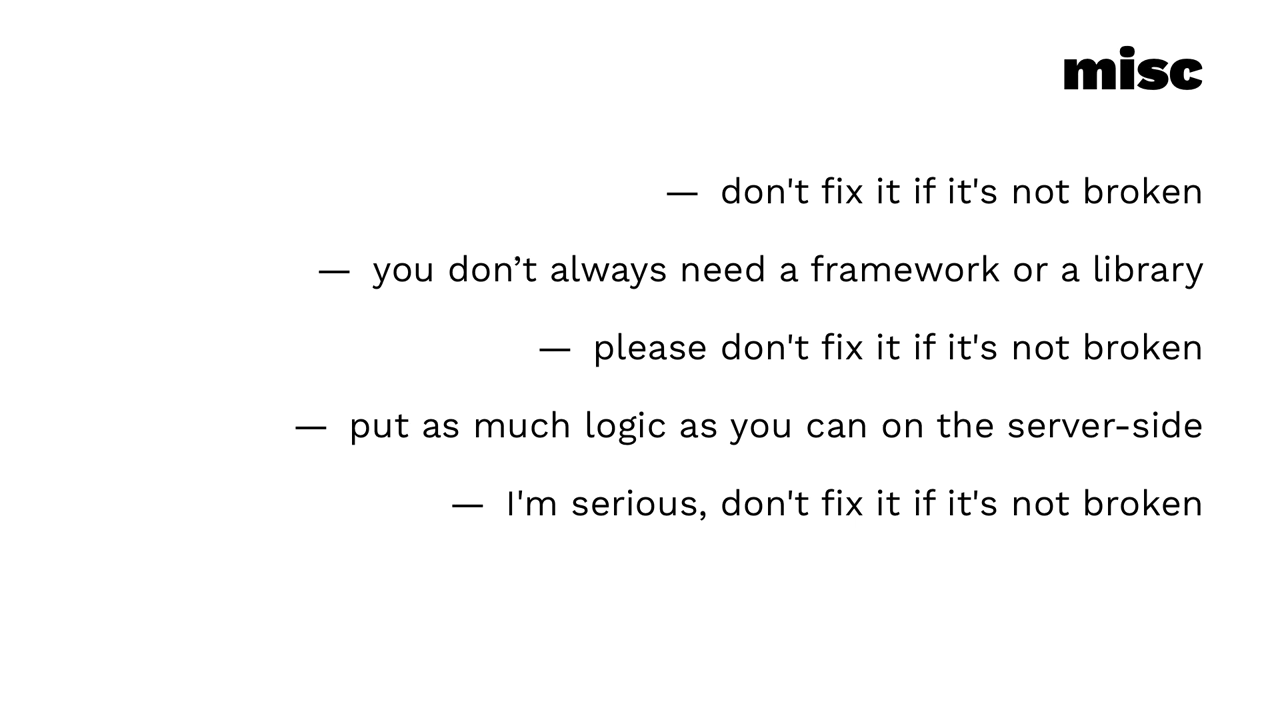 misc
— don't fix it if it's not broken
— you don’t always need a framework or a library
— please don't fix it if it's not broken
— put as much logic as you can on the server-side
— I'm serious, don't fix it if it's not broken